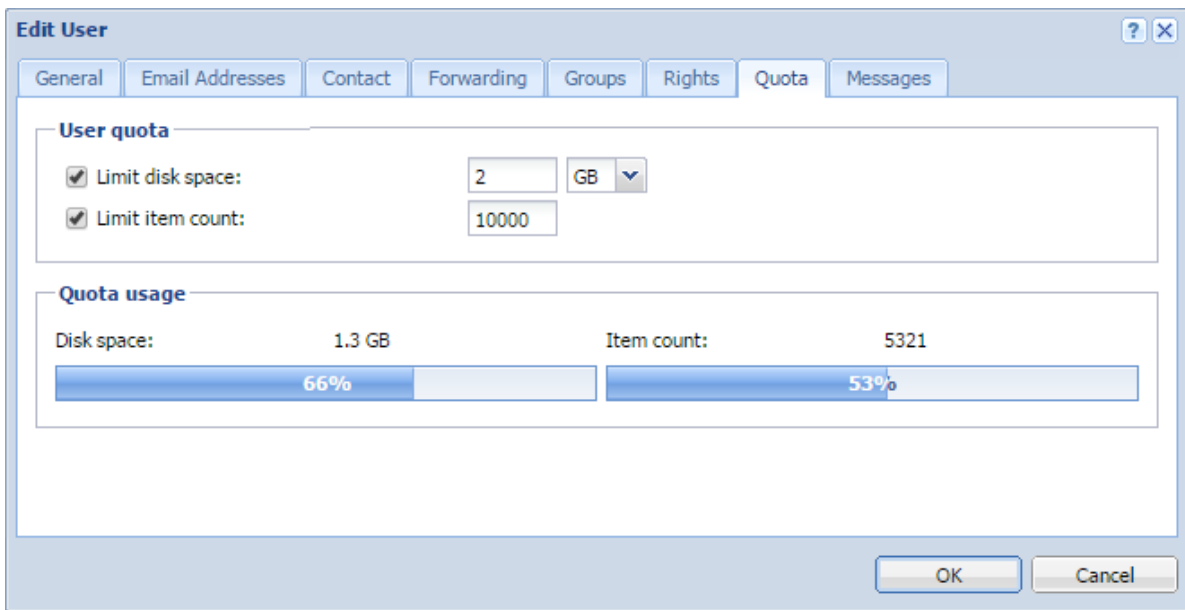 Edit User
General Email Addresses Contact Forwarding Groups Rights Quota Messages
User quota
Limit disk space: 2 GB
Limit item count: 10000
Quota usage
Disk space: 1.3 GB Item count: 5321
66% 53%
OK Cancel